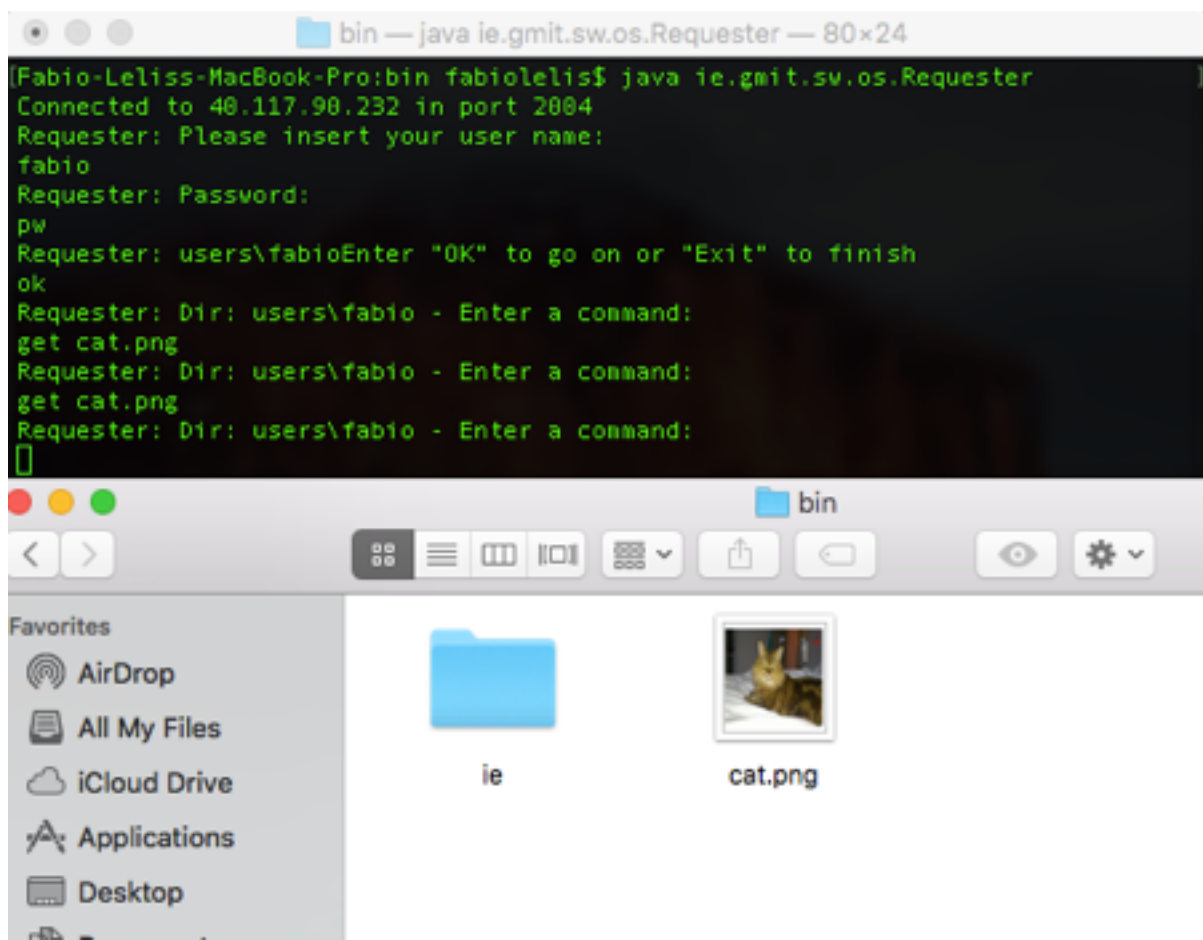 bin — java ie.gmit.sw.os.Requester — 80×24
[Fabio-Leliss-MacBook-Pro:bin fabiolelis$ java ie.gmit.sw.os.Requester ]
Connected to 40.117.90.232 in port 2004
Requester: Please insert your user name:
fabio
Requester: Password:
pw
Requester: users\fabioEnter "OK" to go on or "Exit" to finish
ok
Requester: Dir: users\fabio - Enter a command:
get cat.png
Requester: Dir: users\fabio - Enter a command:
get cat.png
Requester: Dir: users\fabio - Enter a command:
bin
Favorites
AirDrop
All My Files
iCloud Drive
Applications
Desktop
ie
cat.png